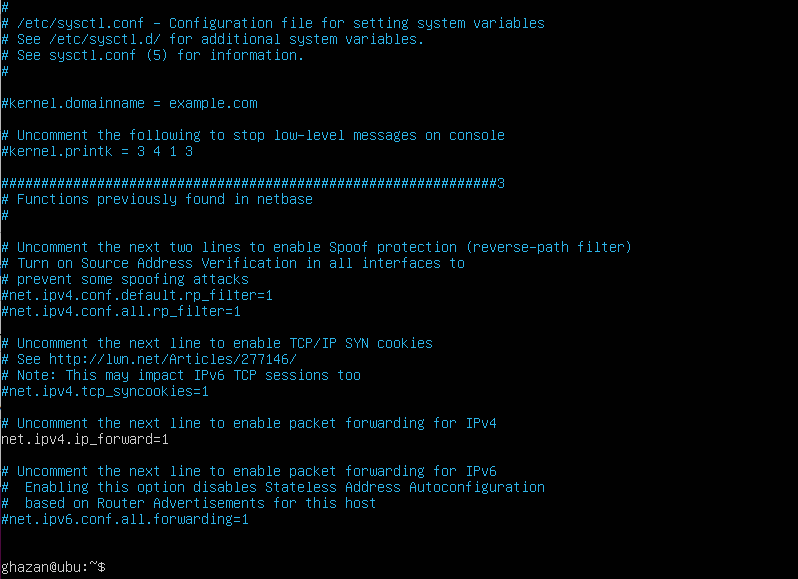 #
# /etc/sysctl.conf - Configuration file for setting system variables
# See /etc/sysctl.d/ for additional system variables.
# See sysctl.conf (5) for information.
#
#kernel.domainname = example.com
# Uncomment the following to stop low-level messages on console
#kernel.printk = 3 4 1 3
##############################################################3
# Functions previously found in netbase
#
# Uncomment the next two lines to enable Spoof protection (reverse-path filter)
# Turn on Source Address Verification in all interfaces to
# prevent some spoofing attacks
#net.ipv4.conf.default.rp_filter=1
#net.ipv4.conf.all.rp_filter=1
# Uncomment the next line to enable TCP/IP SYN cookies
# See http://lwn.net/Articles/277146/
# Note: This may impact IPv6 TCP sessions too
#net.ipv4.tcp_syncookies=1
# Uncomment the next line to enable packet forwarding for IPv4
net.ipv4.ip_forward=1
# Uncomment the next line to enable packet forwarding for IPv6
#  Enabling this option disables Stateless Address Autoconfiguration
#  based on Router Advertisements for this host
#net.ipv6.conf.all.forwarding=1
ghazan@ubu:~$